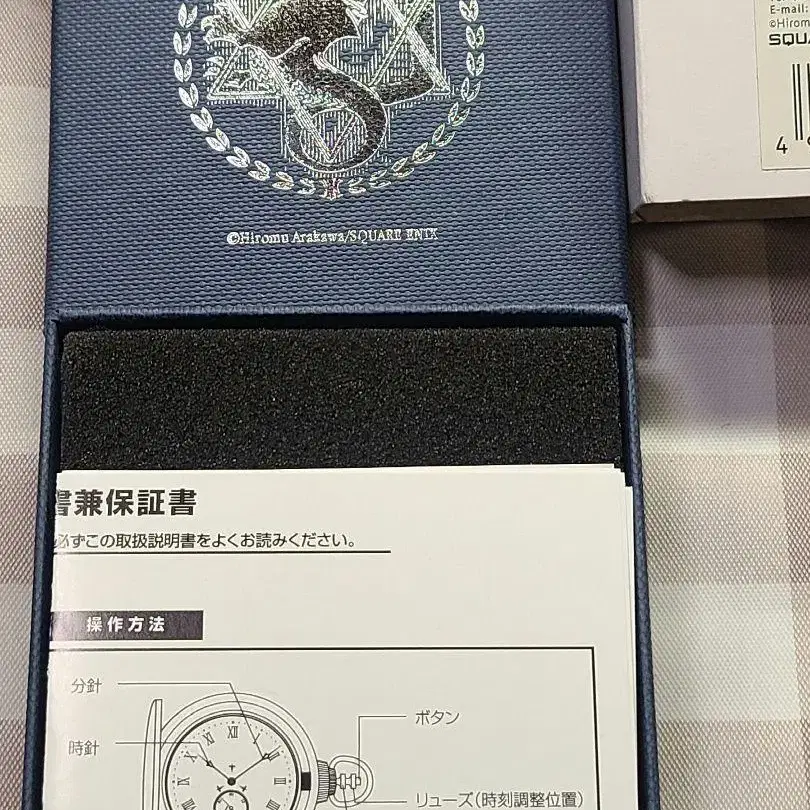 E-mail:
©Hirom
SQU
4
©Hiromu Arakawa/SQUARE ENIX
書兼保証書
必ずこの取扱説明書をよくお読みください。
操作方法
分針
ボタン
時針
リューズ(時刻調整位置)
XII